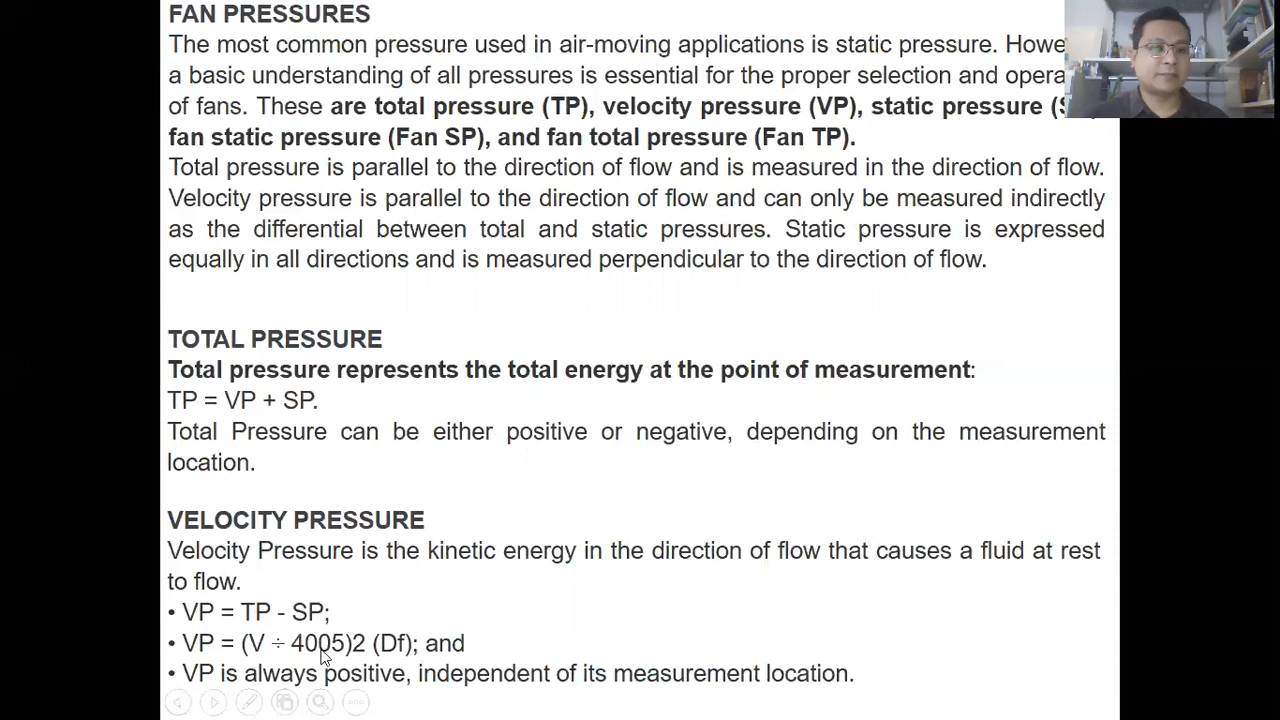 FAN PRESSURES
The most common pressure used in air-moving applications is static pressure.
a basic understanding of all pressures is essential for the proper selection and
of fans. These are total pressure (TP), velocity pressure (VP), static pressure
fan static pressure (Fan SP), and fan total pressure (Fan TP).
Total pressure is parallel to the direction of flow and is measured in the direction of flow.
Velocity pressure is parallel to the direction of flow and can only be measured indirectly
as the differential between total and static pressures. Static pressure is expressed
equally in all directions and is measured perpendicular to the direction of flow.
TOTAL PRESSURE
Total pressure represents the total energy at the point of measurement:
TP = VP + SP.
Total Pressure can be either positive or negative, depending on the measurement
location.
VELOCITY PRESSURE
Velocity Pressure is the kinetic energy in the direction of flow that causes a fluid at rest
to flow.
• VP = TP - SP;
• VP = (V ÷ 4005)2 (Df); and
• VP is always positive, independent of its measurement location.